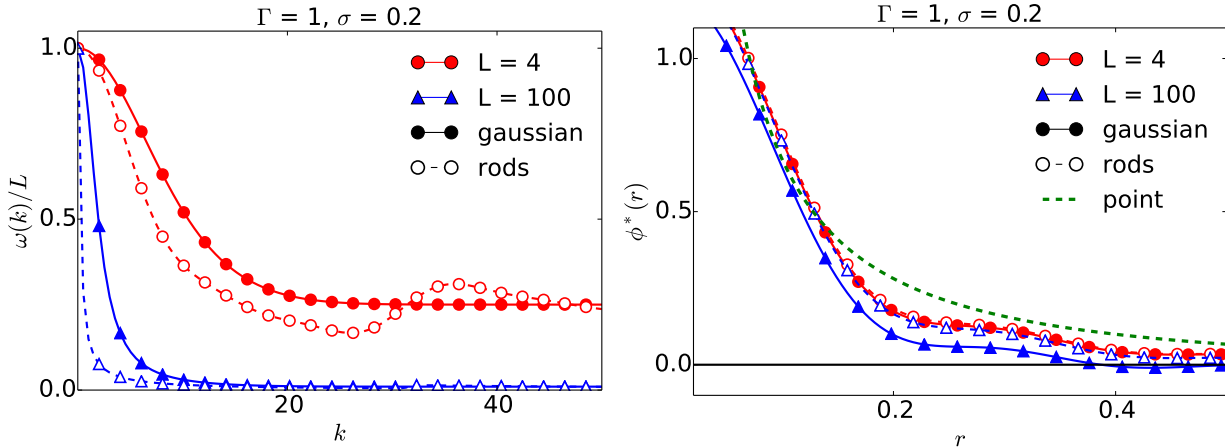 Γ = 1, σ = 0.2
1.0
0.5
0.0
20
40
ω(k)/L
k
L = 4
L = 100
gaussian
rods
Γ = 1, σ = 0.2
1.0
0.5
0.0
0.2
0.4
ϕ*(r)
r
L = 4
L = 100
gaussian
rods
point